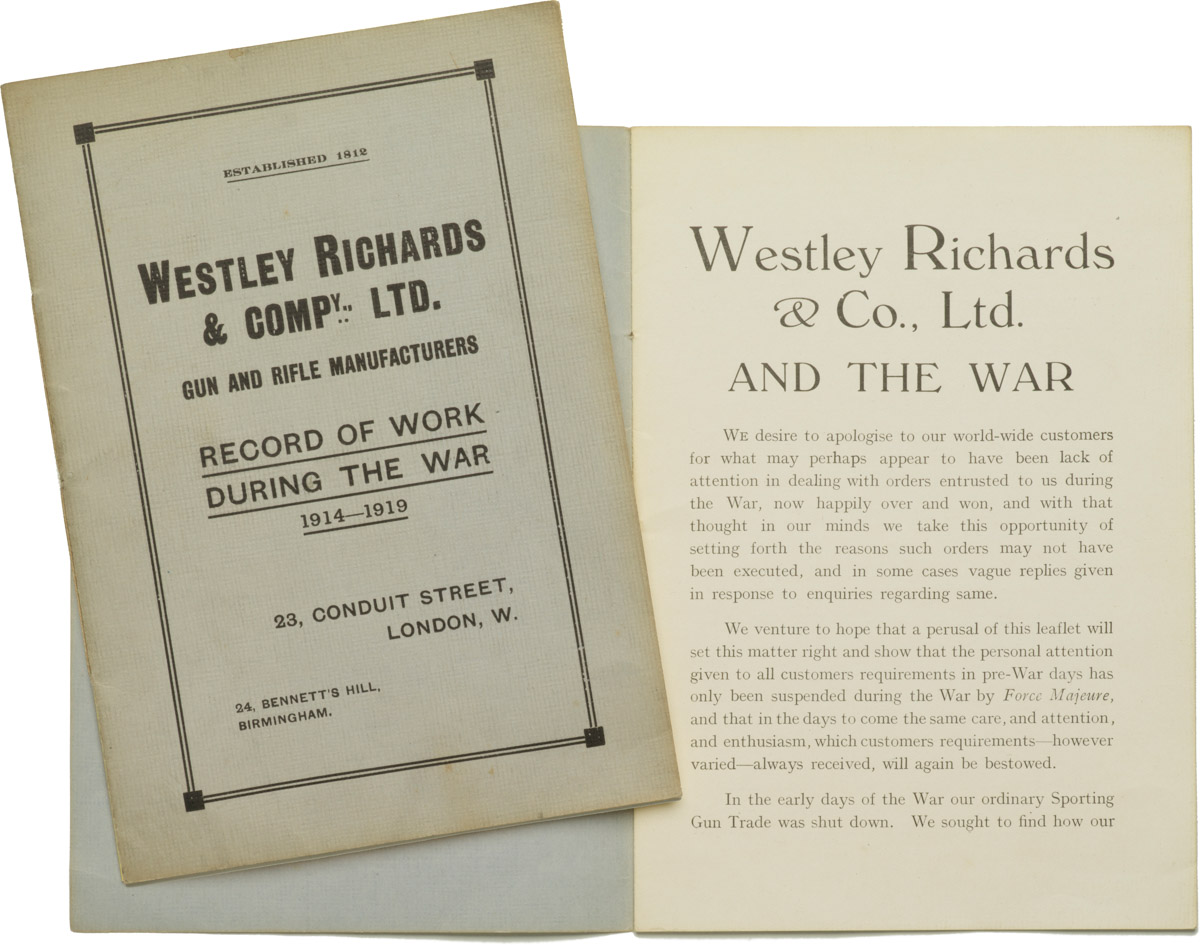 ESTABLISHED 1812
WESTLEY RICHARDS
& COMPY., LTD.
GUN AND RIFLE MANUFACTURERS
RECORD OF WORK
DURING THE WAR
1914—1919
23, CONDUIT STREET,
LONDON, W.
24, BENNETT'S HILL,
BIRMINGHAM.
Westley Richards
& Co., Ltd.
AND THE WAR
WE desire to apologise to our world-wide customers
for what may perhaps appear to have been lack of
attention in dealing with orders entrusted to us during
the War, now happily over and won, and with that
thought in our minds we take this opportunity of
setting forth the reasons such orders may not have
been executed, and in some cases vague replies given
in response to enquiries regarding same.
We venture to hope that a perusal of this leaflet will
set this matter right and show that the personal attention
given to all customers requirements in pre-War days has
only been suspended during the War by Force Majeure,
and that in the days to come the same care, and attention,
and enthusiasm, which customers requirements—however
varied—always received, will again be bestowed.
In the early days of the War our ordinary Sporting
Gun Trade was shut down. We sought to find how our